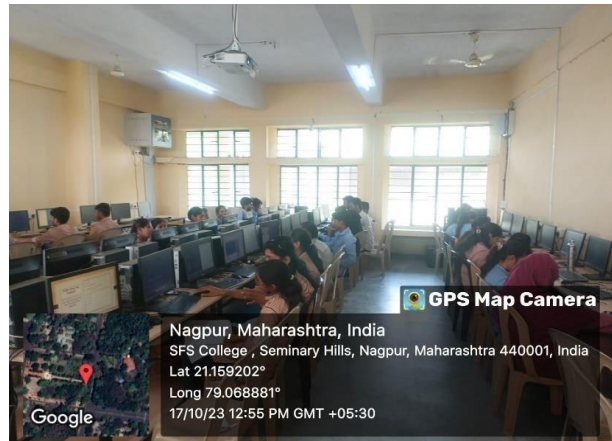 GPS Map Camera
Nagpur, Maharashtra, India
SFS College , Seminary Hills, Nagpur, Maharashtra 440001, India
Lat 21.159202°
Long 79.068881°
17/10/23 12:55 PM GMT +05:30
Google